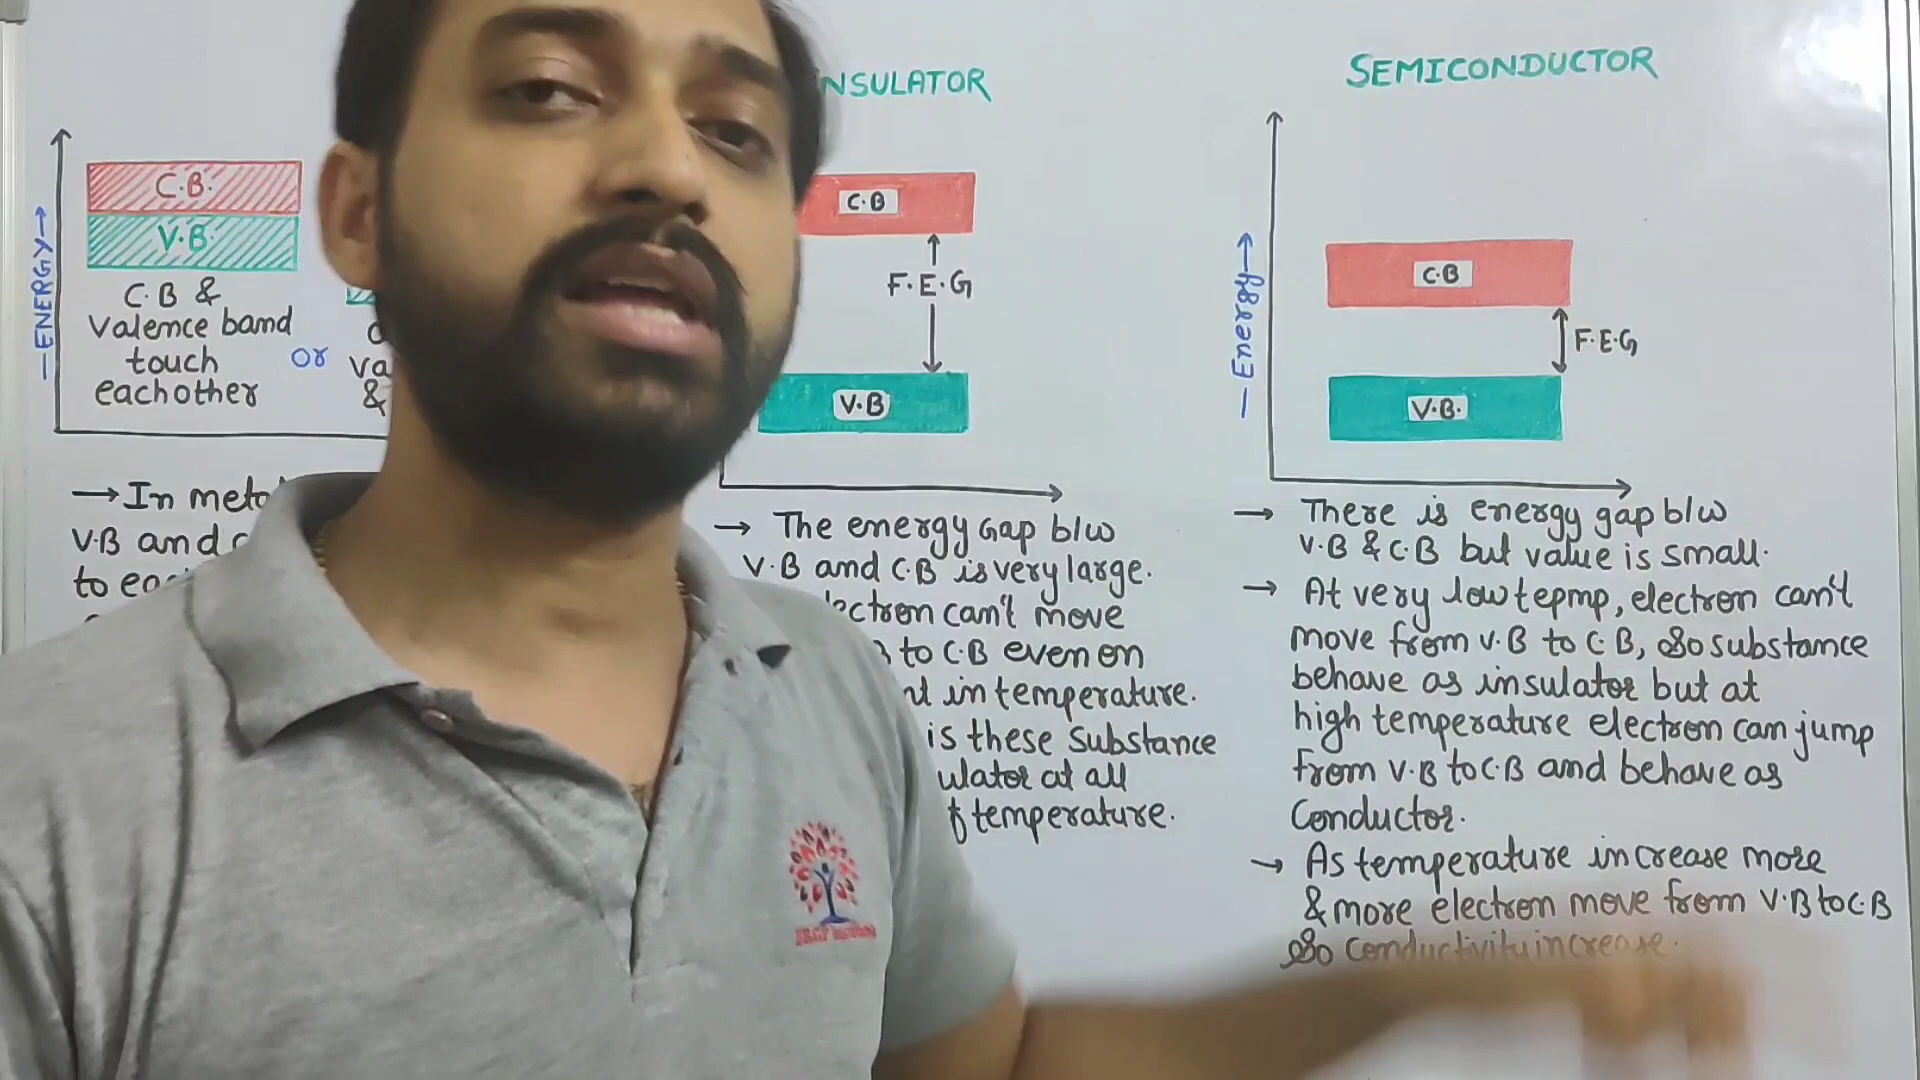 INSULATOR
SEMICONDUCTOR
ENERGY
C.B.
V.B.
C.B &
valence band
touch
eachother
or
va
&
→ In meta
V.B and
to ea
C.B
F.E.G
V.B
→ The energy Gap b/w
V.B and C.B is very large.
lectron can't move
to C.B even on
in temperature.
is these substance
ulator at all
temperature.
Energy
C.B
F.E.G
V.B.
→ There is energy gap b/w
V.B & C.B but value is small.
→ At very low tepmp, electron can't
move from V.B to C.B, so substance
behave as insulator but at
high temperature electron can jump
from V.B to C.B and behave as
Conductor.
→ As temperature increase more
& more electron move from V.B to C.B
so conductivity increase.